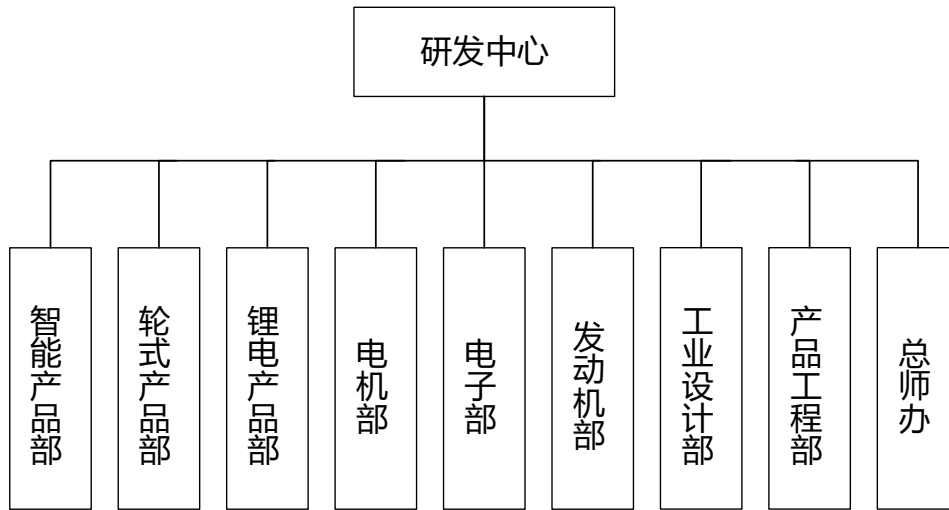 研发中心
智能产品部
轮式产品部
锂电产品部
电机部
电子部
发动机部
工业设计部
产品工程部
总师办